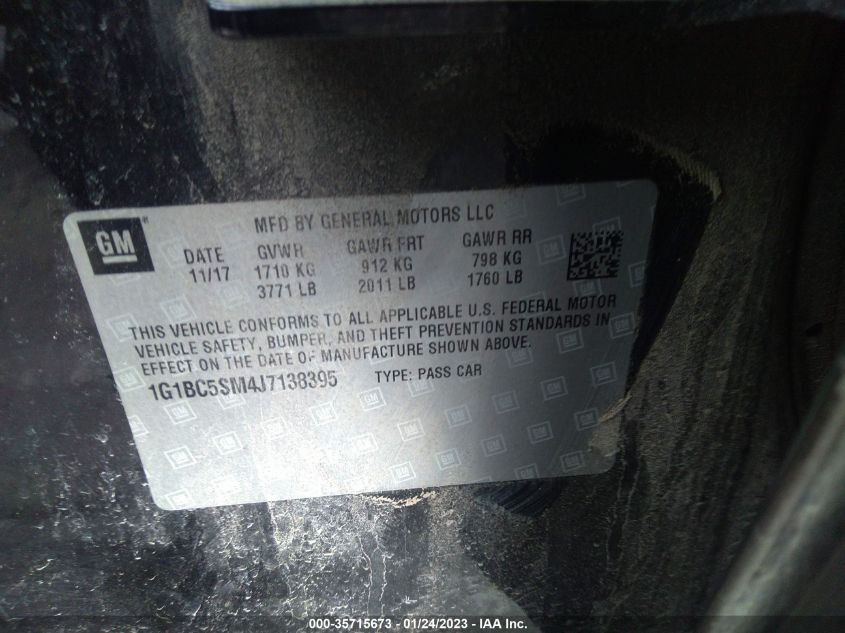 GM
MFD BY GENERAL MOTORS LLC
DATE GVWR GAWR FRT GAWR RR
11/17 1710 KG 912 KG 798 KG
3771 LB 2011 LB 1760 LB
THIS VEHICLE CONFORMS TO ALL APPLICABLE U.S. FEDERAL MOTOR
VEHICLE SAFETY, BUMPER, AND THEFT PREVENTION STANDARDS IN
EFFECT ON THE DATE OF MANUFACTURE SHOWN ABOVE.
1G1BC5SM4J7138395 TYPE: PASS CAR
000-35715673 - 01/24/2023 - IAA Inc.